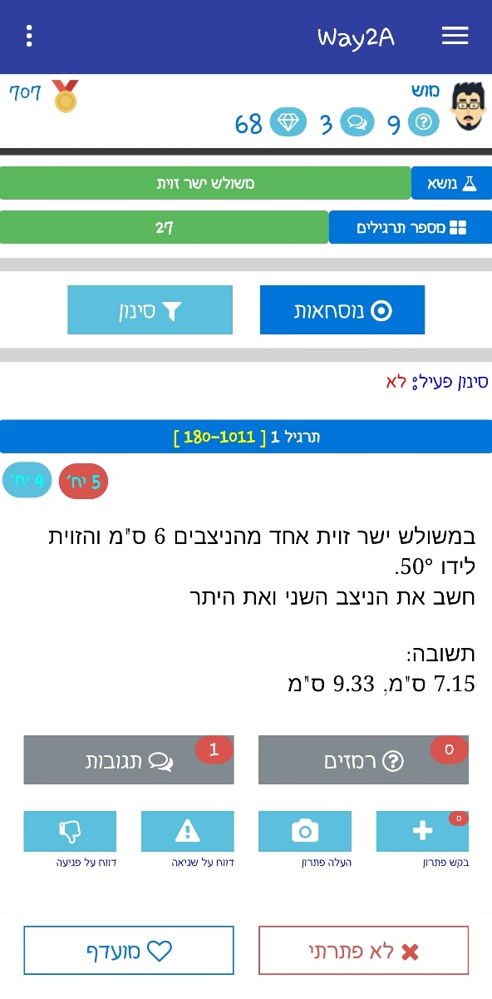 Way2A
מוש
707
9
3
68
נושא
משולש ישר זוית
מספר תרגילים
27
נוסחאות
סינון
סינון פעיל: לא
תרגיל 1 [ 180-1011 ]
5 יח'
4 יח'
במשולש ישר זוית אחד מהניצבים 6 ס"מ והזוית
לידו 50°.
חשב את הניצב השני ואת היתר
תשובה:
7.15 ס"מ, 9.33 ס"מ
רמזים
0
תגובות
1
0
בקש פתרון
העלה פתרון
דווח על שגיאה
דווח על פגיעה
לא פתרתי
מועדף